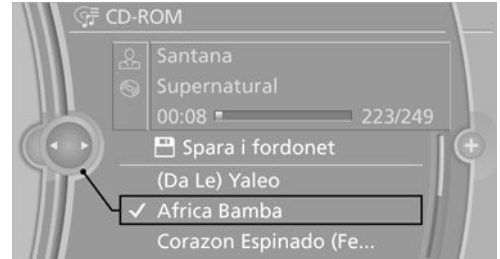 CD-ROM
Santana
Supernatural
00:08 223/249
Spara i fordonet
(Da Le) Yaleo
Africa Bamba
Corazon Espinado (Fe...